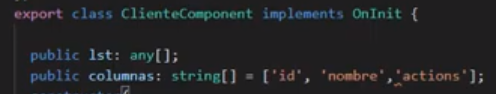 export class ClienteComponent implements OnInit {
public lst: any[];
public columnas: string[] = ['id', 'nombre','actions'];